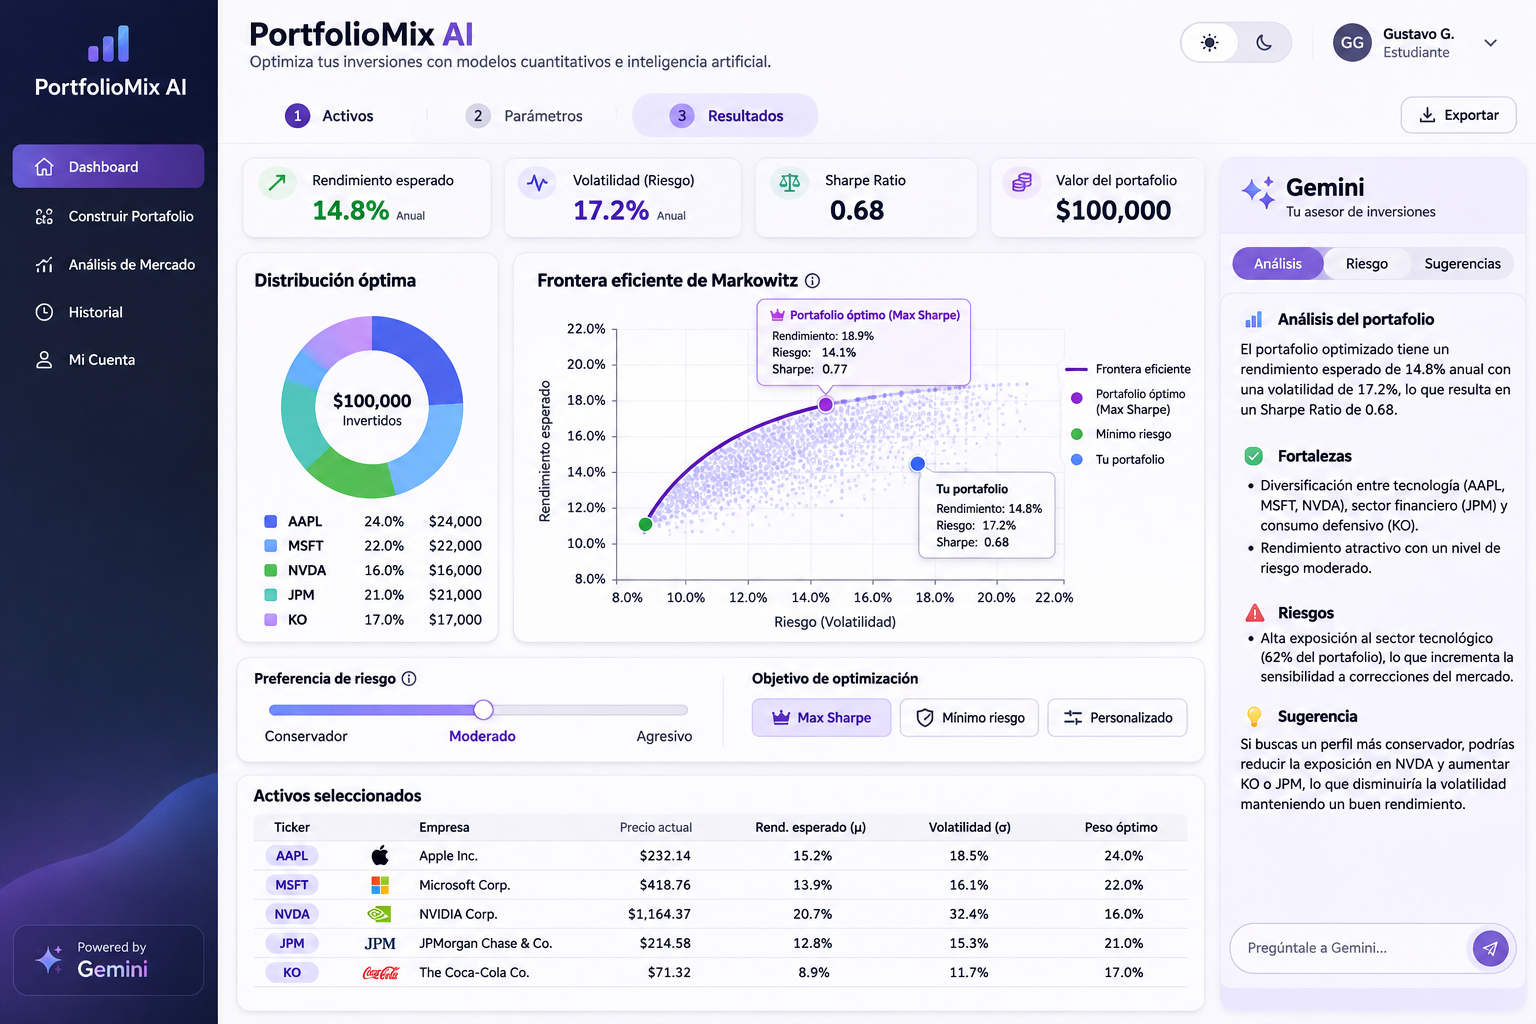 PortfolioMix AI
Dashboard
Construir Portafolio
Análisis de Mercado
Historial
Mi Cuenta
Powered by
Gemini
PortfolioMix AI
Optimiza tus inversiones con modelos cuantitativos e inteligencia artificial.
GG
Gustavo G.
Estudiante
1 Activos
2 Parámetros
3 Resultados
Exportar
Rendimiento esperado
14.8% Anual
Volatilidad (Riesgo)
17.2% Anual
Sharpe Ratio
0.68
Valor del portafolio
$100,000
Distribución óptima
$100,000
Invertidos
AAPL 24.0% $24,000
MSFT 22.0% $22,000
NVDA 16.0% $16,000
JPM 21.0% $21,000
KO 17.0% $17,000
Frontera eficiente de Markowitz
Rendimiento esperado
22.0%
20.0%
18.0%
16.0%
14.0%
12.0%
10.0%
8.0%
8.0% 10.0% 12.0% 14.0% 16.0% 18.0% 20.0% 22.0%
Riesgo (Volatilidad)
Portafolio óptimo (Max Sharpe)
Rendimiento: 18.9%
Riesgo: 14.1%
Sharpe: 0.77
Tu portafolio
Rendimiento: 14.8%
Riesgo: 17.2%
Sharpe: 0.68
Frontera eficiente
Portafolio óptimo
(Max Sharpe)
Mínimo riesgo
Tu portafolio
Preferencia de riesgo
Conservador Moderado Agresivo
Objetivo de optimización
Max Sharpe
Mínimo riesgo
Personalizado
Activos seleccionados
Ticker Empresa Precio actual Rend. esperado (μ) Volatilidad (σ) Peso óptimo
AAPL Apple Inc. $232.14 15.2% 18.5% 24.0%
MSFT Microsoft Corp. $418.76 13.9% 16.1% 22.0%
NVDA NVIDIA Corp. $1,164.37 20.7% 32.4% 16.0%
JPM JPM JPMorgan Chase & Co. $214.58 12.8% 15.3% 21.0%
KO Coca-Cola The Coca-Cola Co. $71.32 8.9% 11.7% 17.0%
Gemini
Tu asesor de inversiones
Análisis
Riesgo
Sugerencias
Análisis del portafolio
El portafolio optimizado tiene un
rendimiento esperado de 14.8% anual con
una volatilidad de 17.2%, lo que resulta en
un Sharpe Ratio de 0.68.
Fortalezas
• Diversificación entre tecnología (AAPL,
MSFT, NVDA), sector financiero (JPM) y
consumo defensivo (KO).
• Rendimiento atractivo con un nivel de
riesgo moderado.
Riesgos
• Alta exposición al sector tecnológico
(62% del portafolio), lo que incrementa la
sensibilidad a correcciones del mercado.
Sugerencia
Si buscas un perfil más conservador, podrías
reducir la exposición en NVDA y aumentar
KO o JPM, lo que disminuiría la volatilidad
manteniendo un buen rendimiento.
Pregúntale a Gemini...